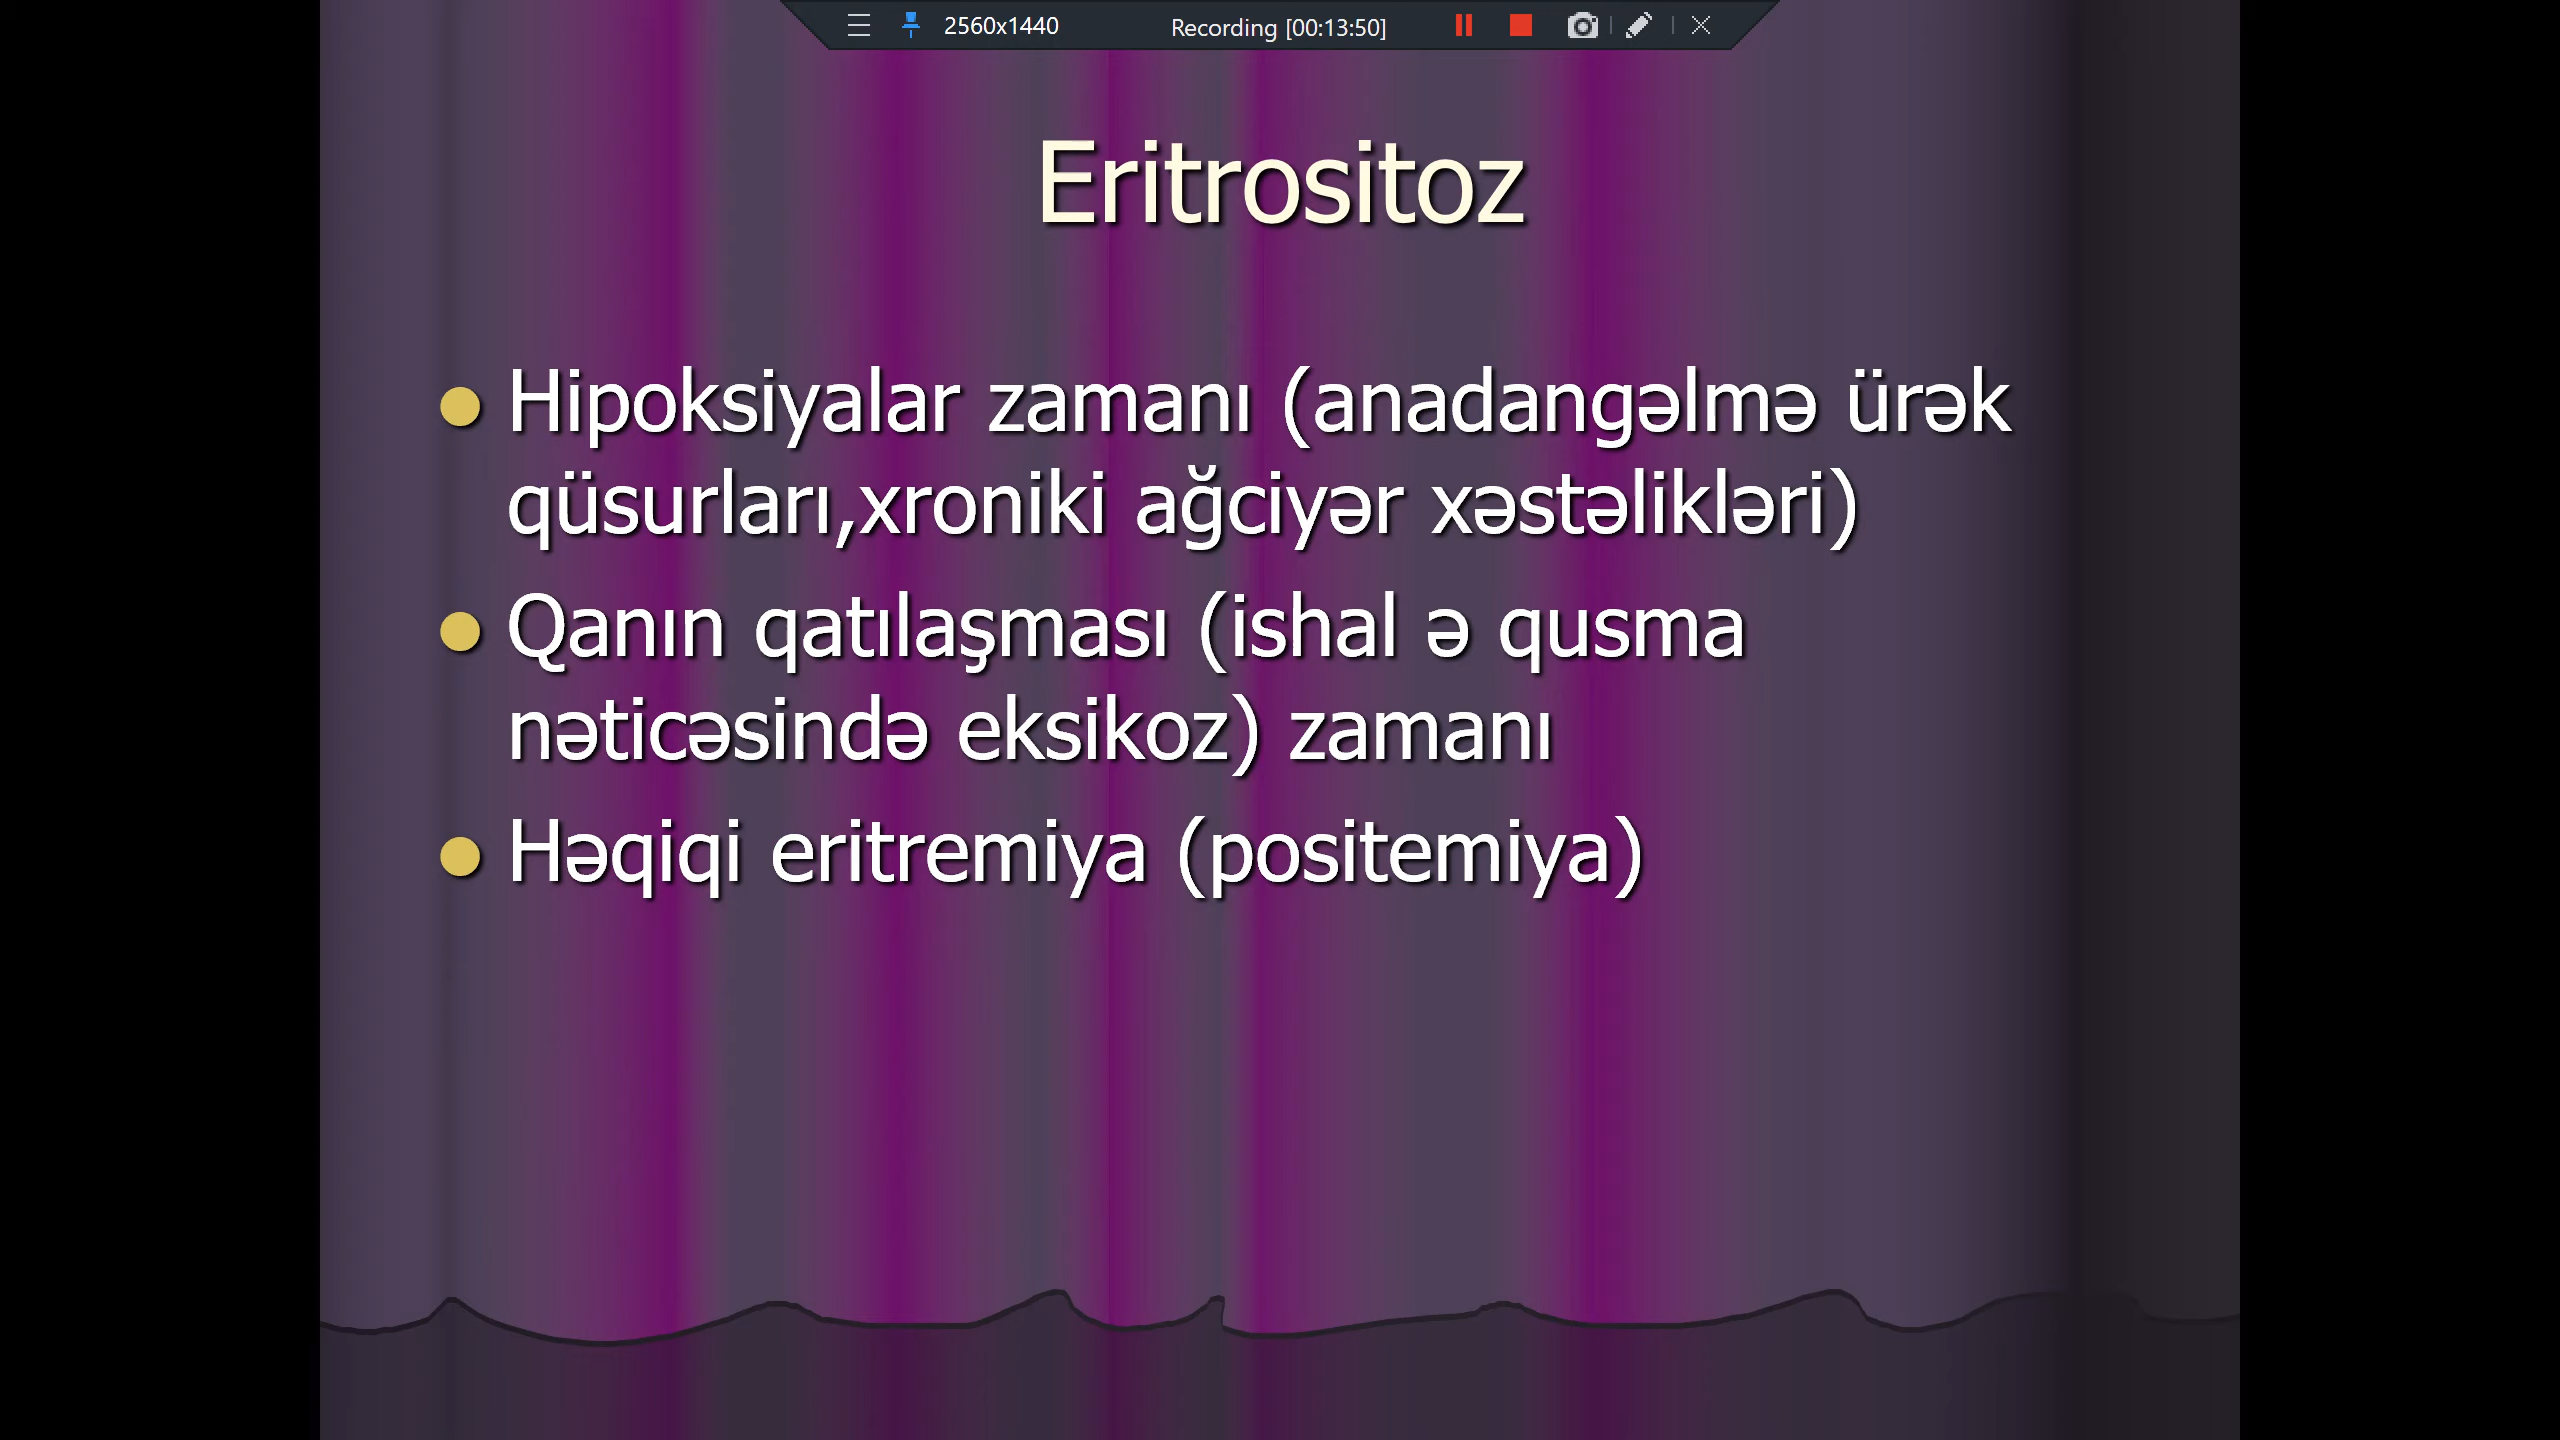 2560x1440 Recording [00:13:50]
Eritrositoz
Hipoksiyalar zamanı (anadangəlmə ürək
qüsurları,xroniki ağciyər xəstəlikləri)
Qanın qatılaşması (ishal ə qusma
nəticəsində eksikoz) zamanı
Həqiqi eritremiya (positemiya)